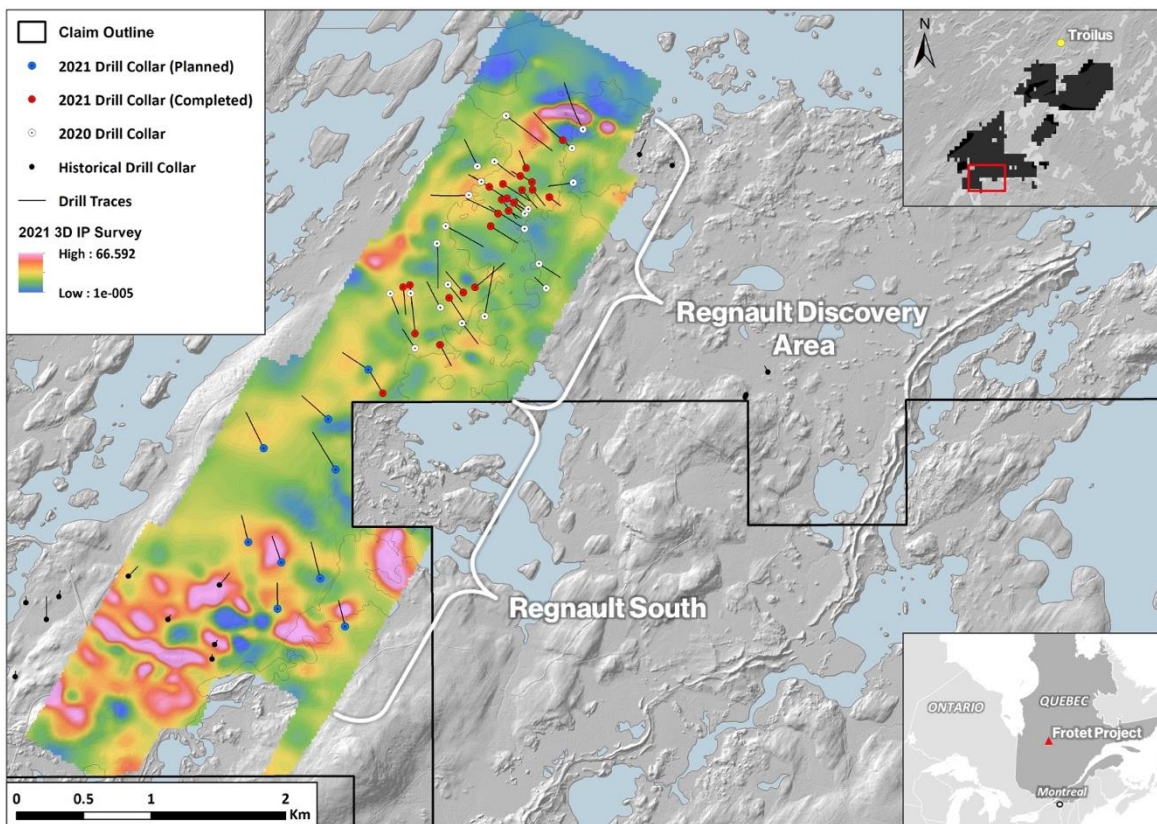 Claim Outline
2021 Drill Collar (Planned)
2021 Drill Collar (Completed)
2020 Drill Collar
Historical Drill Collar
Drill Traces
2021 3D IP Survey
High : 66.592
Low : 1e-005
N
Troilus
Regnault Discovery
Area
Regnault South
ONTARIO
QUEBEC
Frotet Project
Montreal
0 0.5 1 2
Km